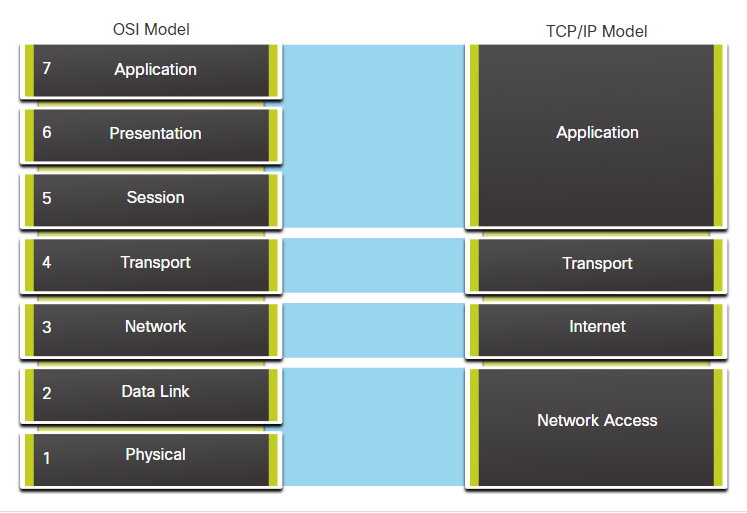 OSI Model
TCP/IP Model
7 Application
6 Presentation
5 Session
4 Transport
3 Network
2 Data Link
1 Physical
Application
Transport
Internet
Network Access